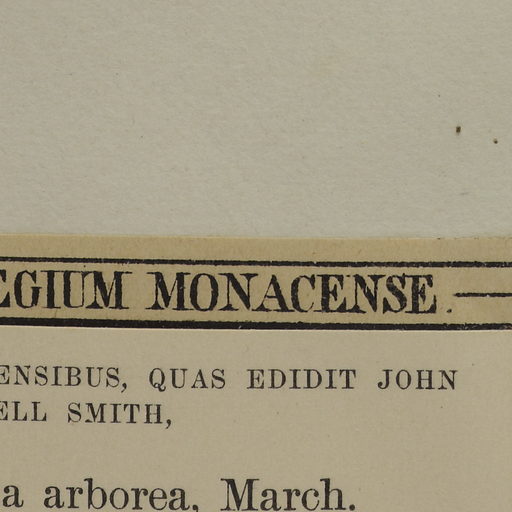 EGIUM MONACENSE.—
ENSIBUS, QUAS EDIDIT JOHN
ELL SMITH,
a arborea, March.